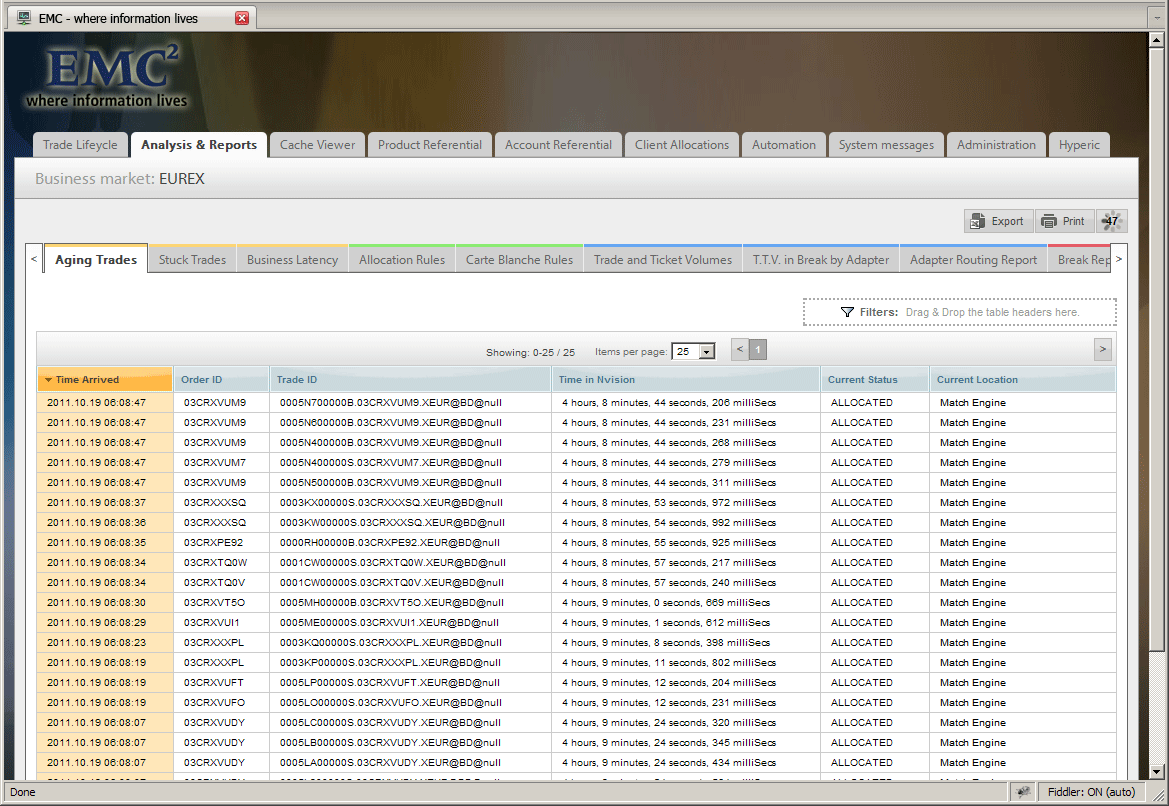 EMC - where information lives
EMC2
where information lives
Trade Lifeycle Analysis & Reports Cache Viewer Product Referential Account Referential Client Allocations Automation System messages Administration Hyperic
Business market: EUREX
Export Print 47
< Aging Trades Stuck Trades Business Latency Allocation Rules Carte Blanche Rules Trade and Ticket Volumes T.T.V. in Break by Adapter Adapter Routing Report Break Rep >
Filters: Drag & Drop the table headers here.
Showing: 0-25 / 25 Items per page: 25 < 1 >
Time Arrived Order ID Trade ID Time in Nvision Current Status Current Location
2011.10.19 06:08:47 03CRXVUM9 0005N700000B.03CRXVUM9.XEUR@BD@null 4 hours, 8 minutes, 44 seconds, 206 milliSecs ALLOCATED Match Engine
2011.10.19 06:08:47 03CRXVUM9 0005N600000B.03CRXVUM9.XEUR@BD@null 4 hours, 8 minutes, 44 seconds, 231 milliSecs ALLOCATED Match Engine
2011.10.19 06:08:47 03CRXVUM9 0005N400000B.03CRXVUM9.XEUR@BD@null 4 hours, 8 minutes, 44 seconds, 268 milliSecs ALLOCATED Match Engine
2011.10.19 06:08:47 03CRXVUM7 0005N400000S.03CRXVUM7.XEUR@BD@null 4 hours, 8 minutes, 44 seconds, 279 milliSecs ALLOCATED Match Engine
2011.10.19 06:08:47 03CRXVUM9 0005N500000B.03CRXVUM9.XEUR@BD@null 4 hours, 8 minutes, 44 seconds, 311 milliSecs ALLOCATED Match Engine
2011.10.19 06:08:37 03CRXXXSQ 0003KX00000S.03CRXXXSQ.XEUR@BD@null 4 hours, 8 minutes, 53 seconds, 972 milliSecs ALLOCATED Match Engine
2011.10.19 06:08:36 03CRXXXSQ 0003KW00000S.03CRXXXSQ.XEUR@BD@null 4 hours, 8 minutes, 54 seconds, 992 milliSecs ALLOCATED Match Engine
2011.10.19 06:08:35 03CRXPE92 0000RH00000B.03CRXPE92.XEUR@BD@null 4 hours, 8 minutes, 55 seconds, 925 milliSecs ALLOCATED Match Engine
2011.10.19 06:08:34 03CRXTQ0W 0001CW00000S.03CRXTQ0W.XEUR@BD@null 4 hours, 8 minutes, 57 seconds, 217 milliSecs ALLOCATED Match Engine
2011.10.19 06:08:34 03CRXTQ0V 0001CW00000S.03CRXTQ0V.XEUR@BD@null 4 hours, 8 minutes, 57 seconds, 240 milliSecs ALLOCATED Match Engine
2011.10.19 06:08:30 03CRXVT5O 0005MH00000B.03CRXVT5O.XEUR@BD@null 4 hours, 9 minutes, 0 seconds, 669 milliSecs ALLOCATED Match Engine
2011.10.19 06:08:29 03CRXVUI1 0005ME00000S.03CRXVUI1.XEUR@BD@null 4 hours, 9 minutes, 1 seconds, 612 milliSecs ALLOCATED Match Engine
2011.10.19 06:08:23 03CRXXXPL 0003KQ00000S.03CRXXXPL.XEUR@BD@null 4 hours, 9 minutes, 8 seconds, 398 milliSecs ALLOCATED Match Engine
2011.10.19 06:08:19 03CRXXXPL 0003KP00000S.03CRXXXPL.XEUR@BD@null 4 hours, 9 minutes, 11 seconds, 802 milliSecs ALLOCATED Match Engine
2011.10.19 06:08:19 03CRXVUFT 0005LP00000S.03CRXVUFT.XEUR@BD@null 4 hours, 9 minutes, 12 seconds, 204 milliSecs ALLOCATED Match Engine
2011.10.19 06:08:19 03CRXVUFO 0005LO00000S.03CRXVUFO.XEUR@BD@null 4 hours, 9 minutes, 12 seconds, 231 milliSecs ALLOCATED Match Engine
2011.10.19 06:08:07 03CRXVUDY 0005LC00000S.03CRXVUDY.XEUR@BD@null 4 hours, 9 minutes, 24 seconds, 320 milliSecs ALLOCATED Match Engine
2011.10.19 06:08:07 03CRXVUDY 0005LB00000S.03CRXVUDY.XEUR@BD@null 4 hours, 9 minutes, 24 seconds, 345 milliSecs ALLOCATED Match Engine
2011.10.19 06:08:07 03CRXVUDY 0005LA00000S.03CRXVUDY.XEUR@BD@null 4 hours, 9 minutes, 24 seconds, 434 milliSecs ALLOCATED Match Engine
Done Fiddler: ON (auto)